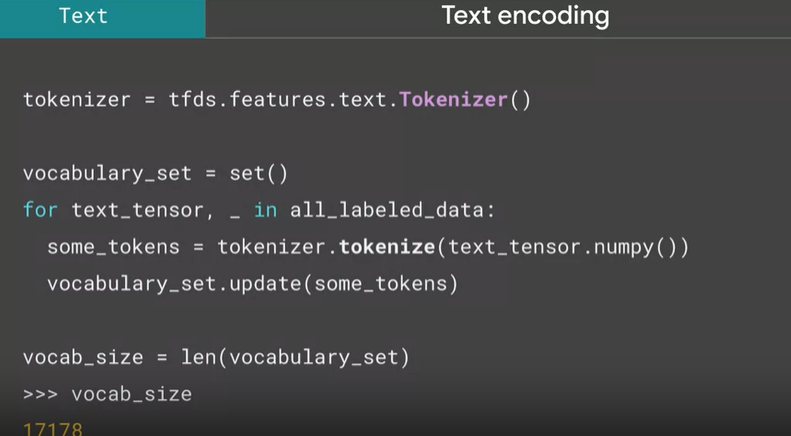 Text
Text encoding
tokenizer = tfds.features.text.Tokenizer()
vocabulary_set = set()
for text_tensor, _ in all_labeled_data:
  some_tokens = tokenizer.tokenize(text_tensor.numpy())
  vocabulary_set.update(some_tokens)
vocab_size = len(vocabulary_set)
>>> vocab_size
17178